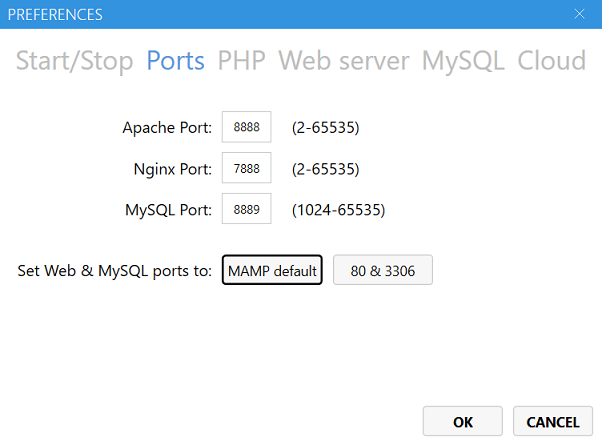 PREFERENCES
Start/Stop Ports PHP Web server MySQL Cloud
Apache Port: 8888 (2-65535)
Nginx Port: 7888 (2-65535)
MySQL Port: 8889 (1024-65535)
Set Web & MySQL ports to: MAMP default 80 & 3306
OK CANCEL